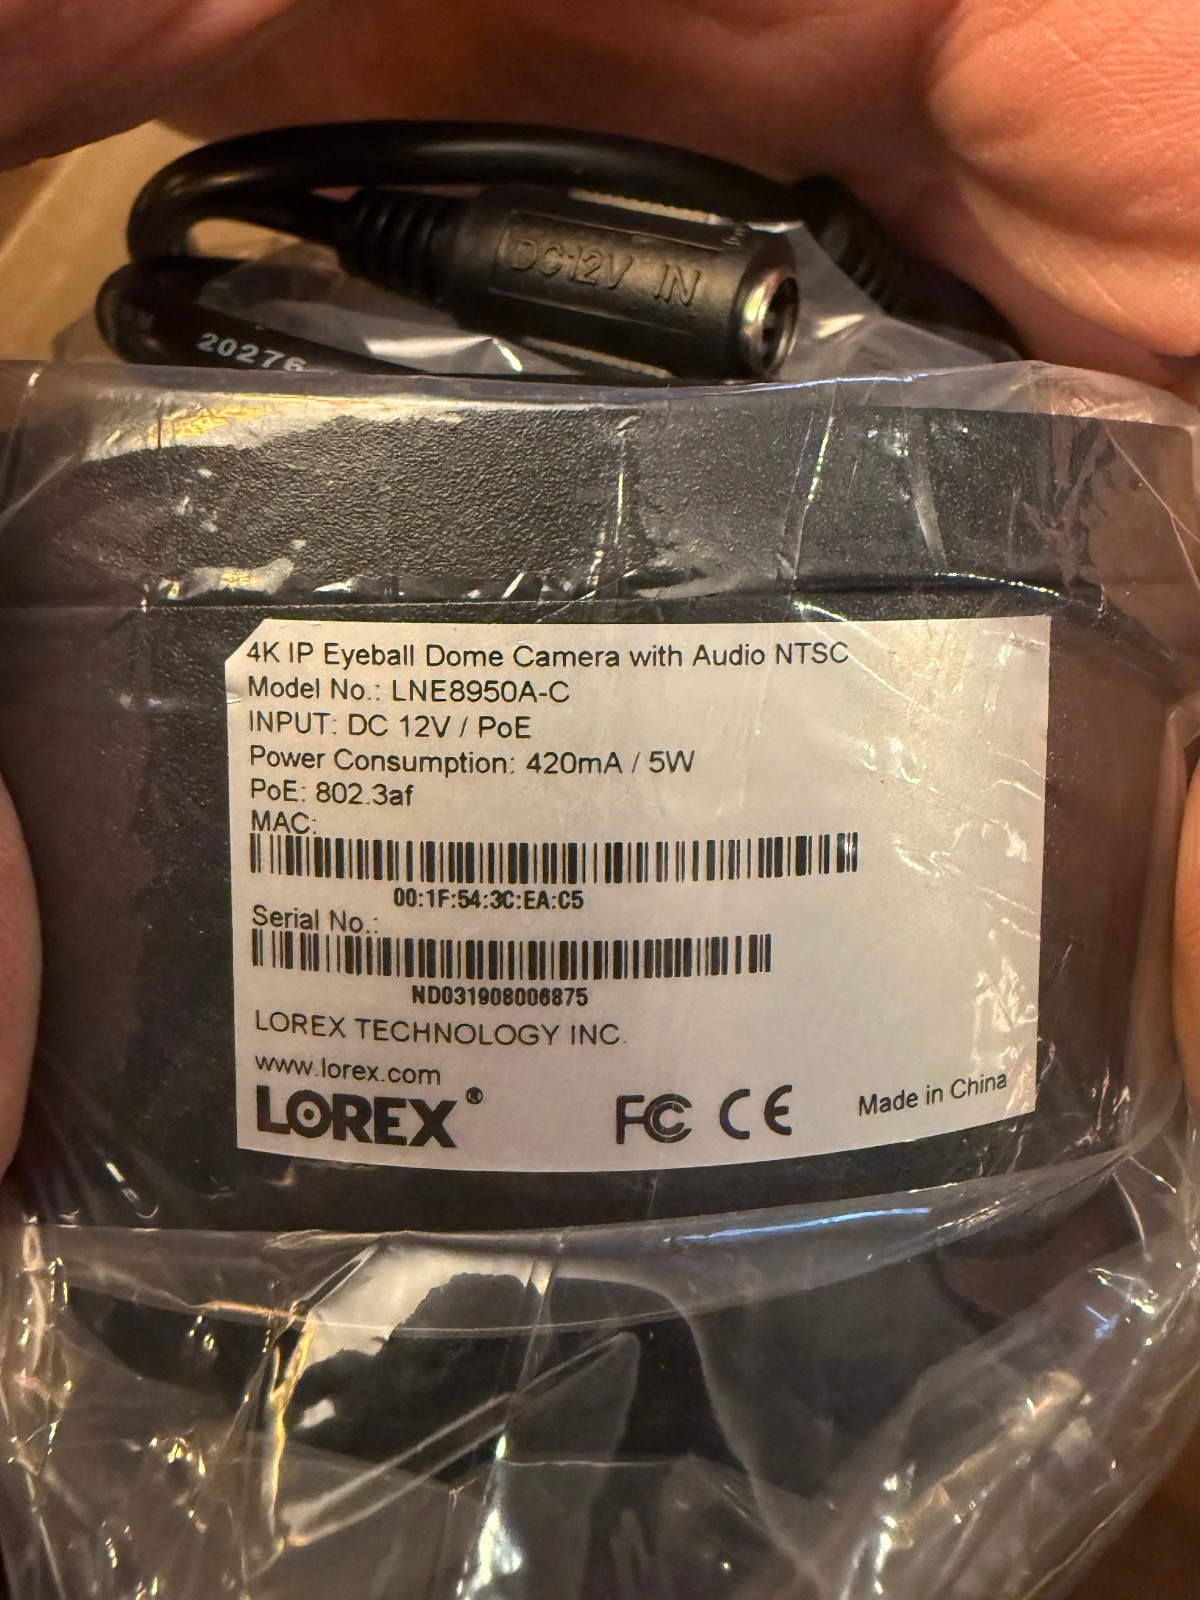 DC12V IN
20276
4K IP Eyeball Dome Camera with Audio NTSC
Model No.: LNE8950A-C
INPUT: DC 12V / PoE
Power Consumption: 420mA / 5W
PoE: 802.3af
MAC:
00:1F:54:3C:EA:C5
Serial No.:
ND031908006875
LOREX TECHNOLOGY INC.
www.lorex.com
LOREX® FC CE Made in China